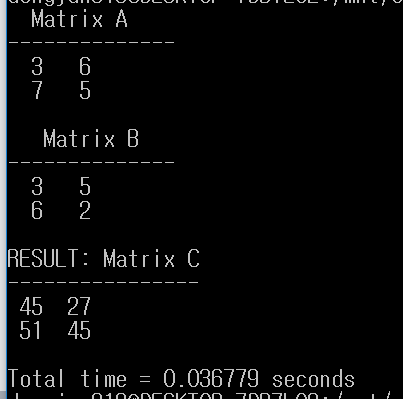 Matrix A
--------------
3 6
7 5
Matrix B
--------------
3 5
6 2
RESULT: Matrix C
----------------
45 27
51 45
Total time = 0.036779 seconds